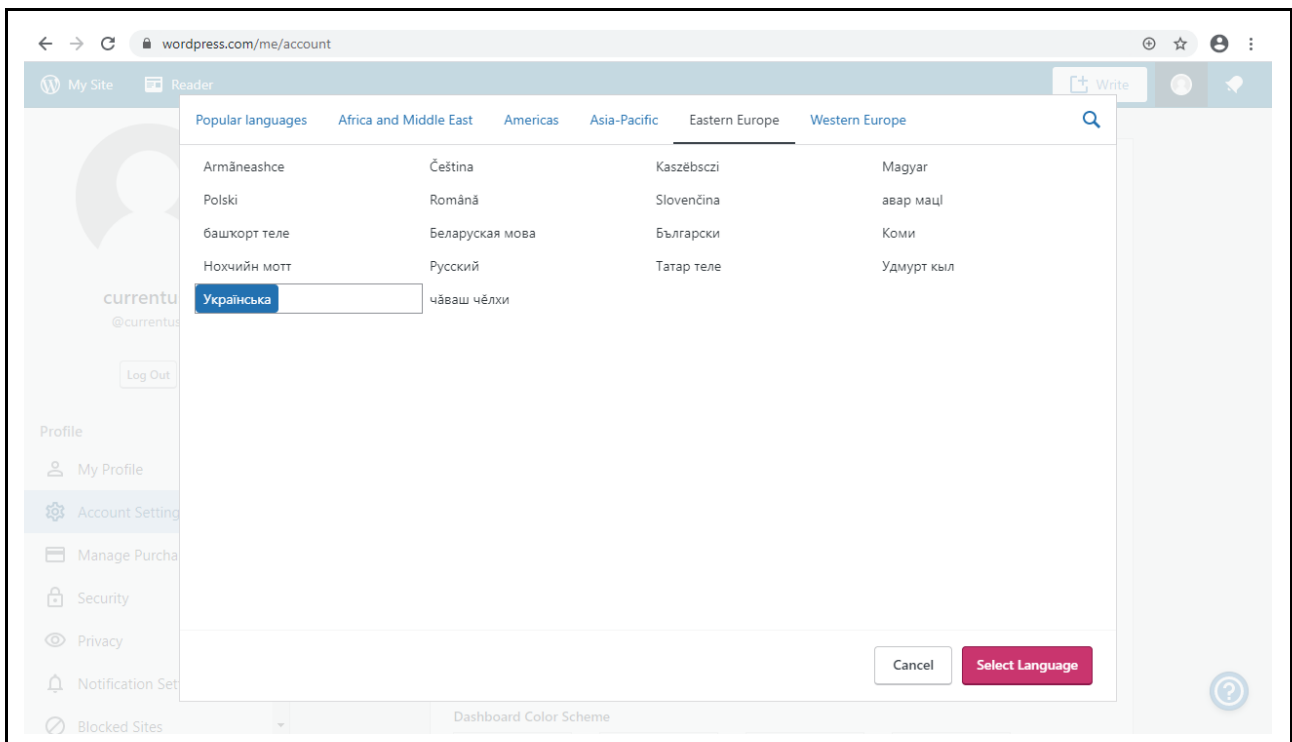 wordpress.com/me/account
My Site Reader Write
Popular languages Africa and Middle East Americas Asia-Pacific Eastern Europe Western Europe
Armãneashce Čeština Kaszëbsczi Magyar
Polski Română Slovenčina авар мацӀ
башҡорт теле Беларуская мова Български Коми
Нохчийн мотт Русский Татар теле Удмурт кыл
Українська чӑваш чӗлхи
currentu
@currentus
Log Out
Profile
My Profile
Account Setting
Manage Purcha
Security
Privacy
Cancel Select Language
Notification Set
Dashboard Color Scheme
Blocked Sites